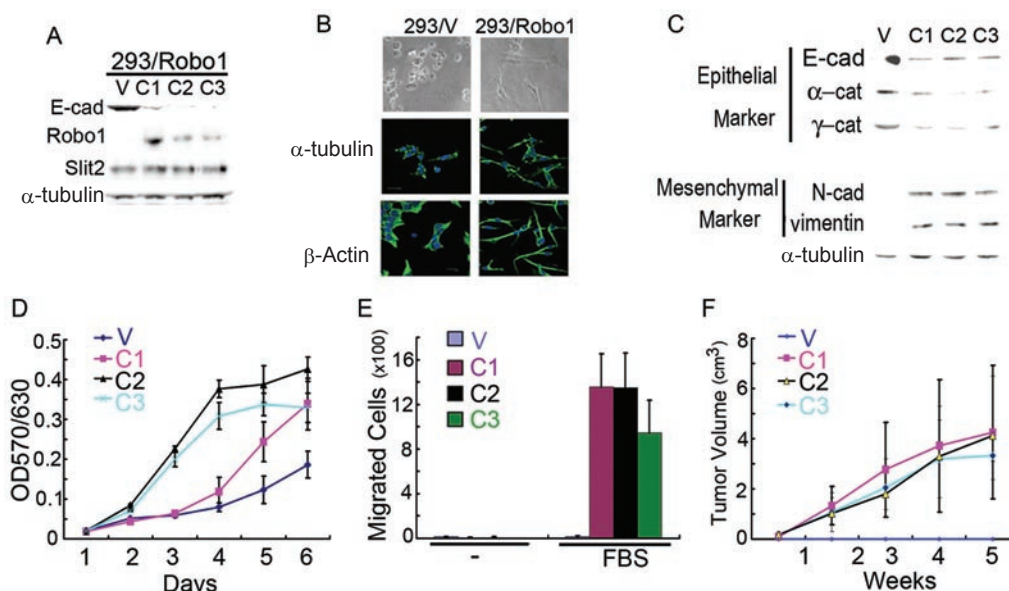 A
293/Robo1
V C1 C2 C3
E-cad
Robo1
Slit2
α-tubulin
B
293/V 293/Robo1
α-tubulin
β-Actin
C
V C1 C2 C3
Epithelial
Marker
E-cad
α–cat
γ–cat
Mesenchymal
Marker
N-cad
vimentin
α-tubulin
D
V
C1
C2
C3
OD570/630
0.5
0.4
0.3
0.2
0.1
0
1 2 3 4 5 6
Days
E
V
C1
C2
C3
Migrated Cells (x100)
16
12
8
4
0
- FBS
F
V
C1
C2
C3
Tumor Volume (cm³)
8
6
4
2
0
1 2 3 4 5
Weeks